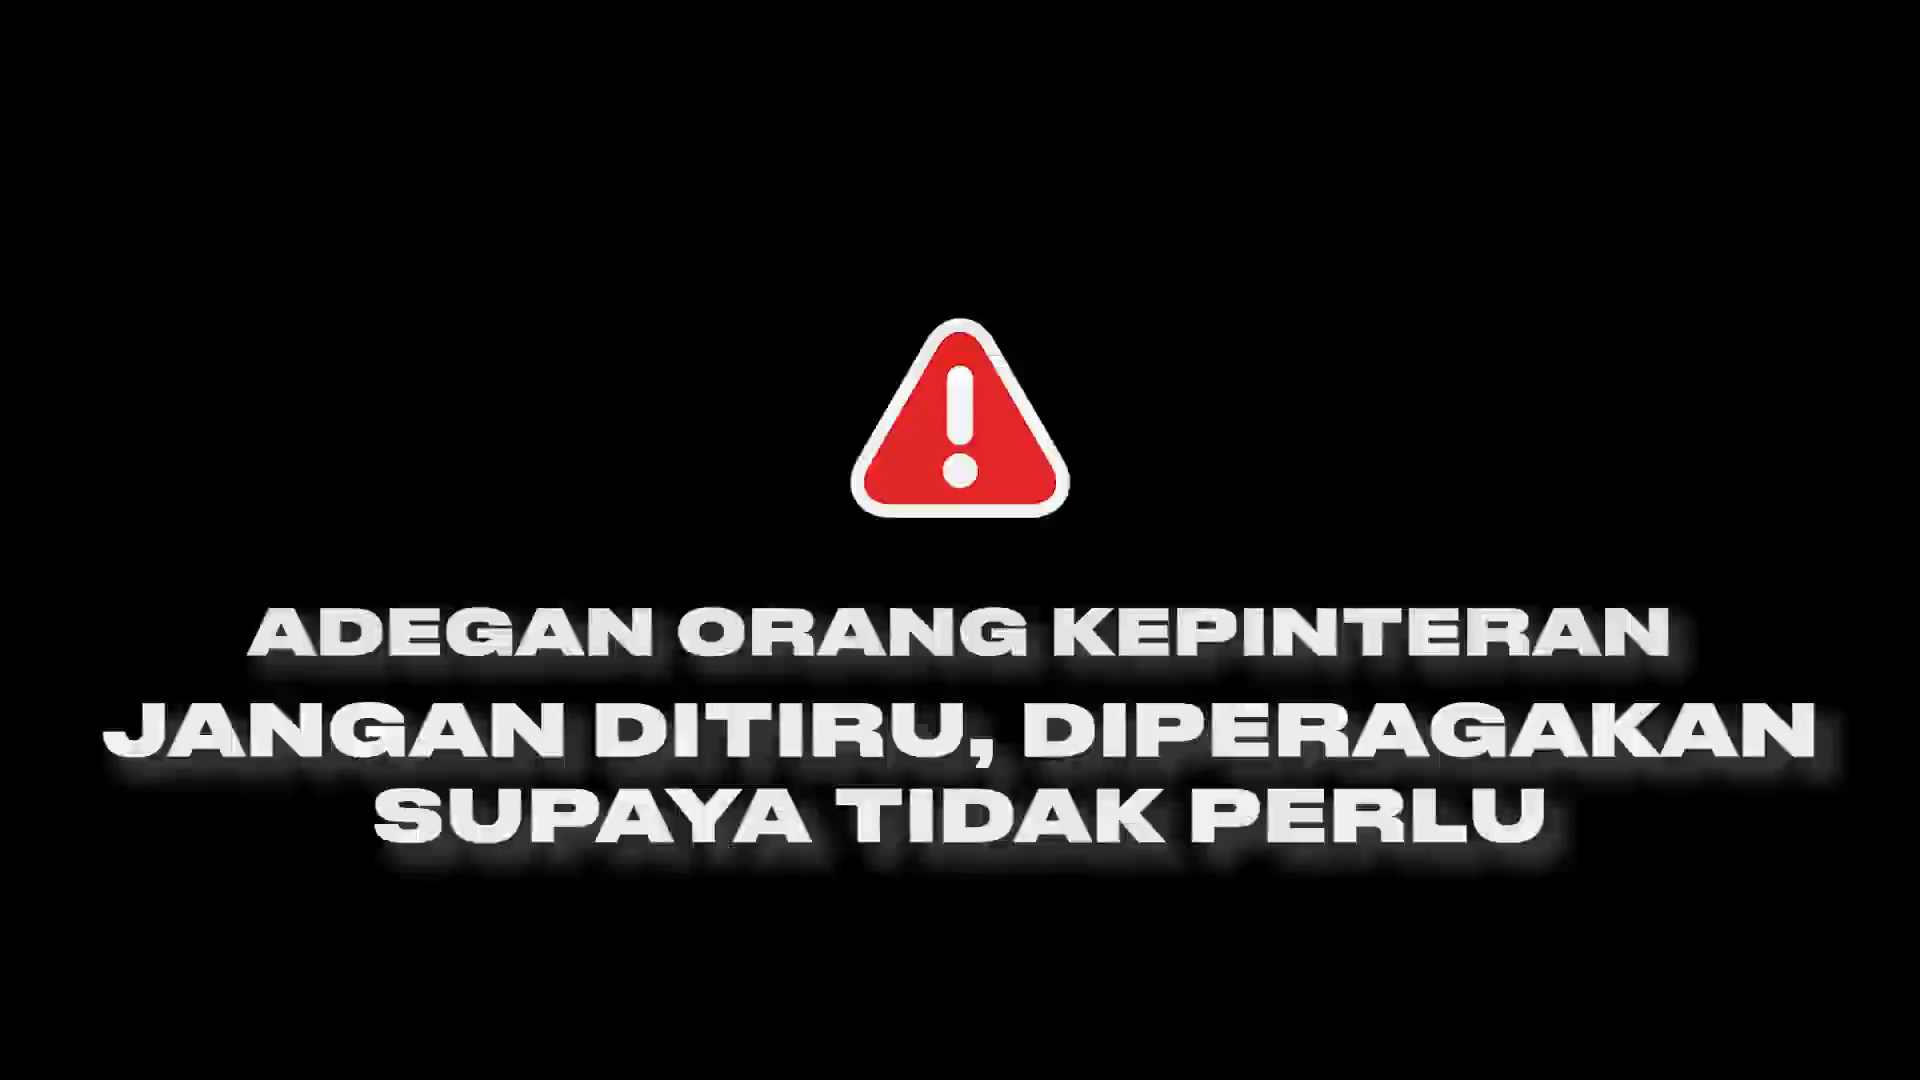 ADEGAN ORANG KEPINTERAN
JANGAN DITIRU, DIPERAGAKAN
SUPAYA TIDAK PERLU